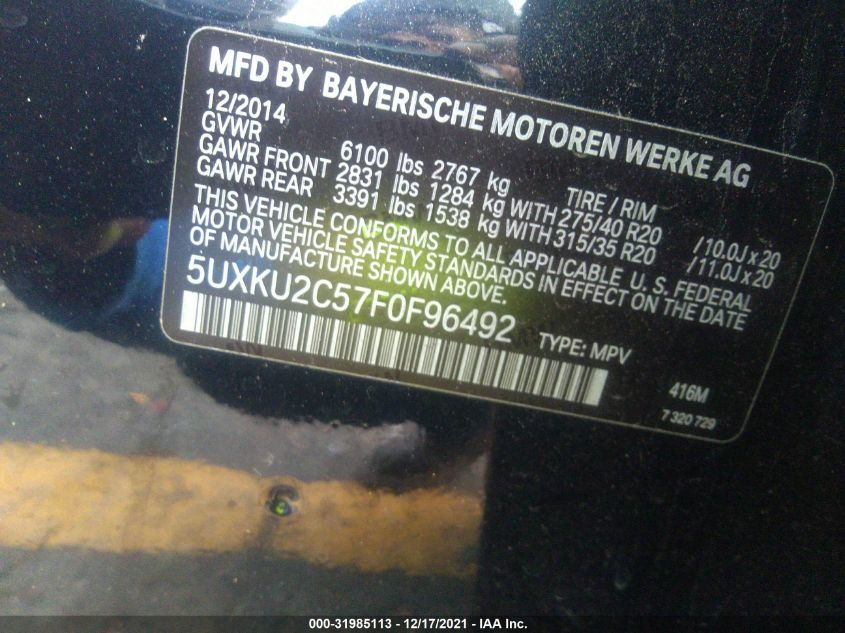 MFD BY BAYERISCHE MOTOREN WERKE AG
12/2014
GVWR 6100 lbs 2767 kg TIRE / RIM
GAWR FRONT 2831 lbs 1284 kg WITH 275/40 R20 /10.0J x 20
GAWR REAR 3391 lbs 1538 kg WITH 315/35 R20 /11.0J x 20
THIS VEHICLE CONFORMS TO ALL APPLICABLE U. S. FEDERAL
MOTOR VEHICLE SAFETY STANDARDS IN EFFECT ON THE DATE
OF MANUFACTURE SHOWN ABOVE.
5UXKU2C57F0F96492
TYPE: MPV
416M
7 320 729
000-31985113 - 12/17/2021 - IAA Inc.